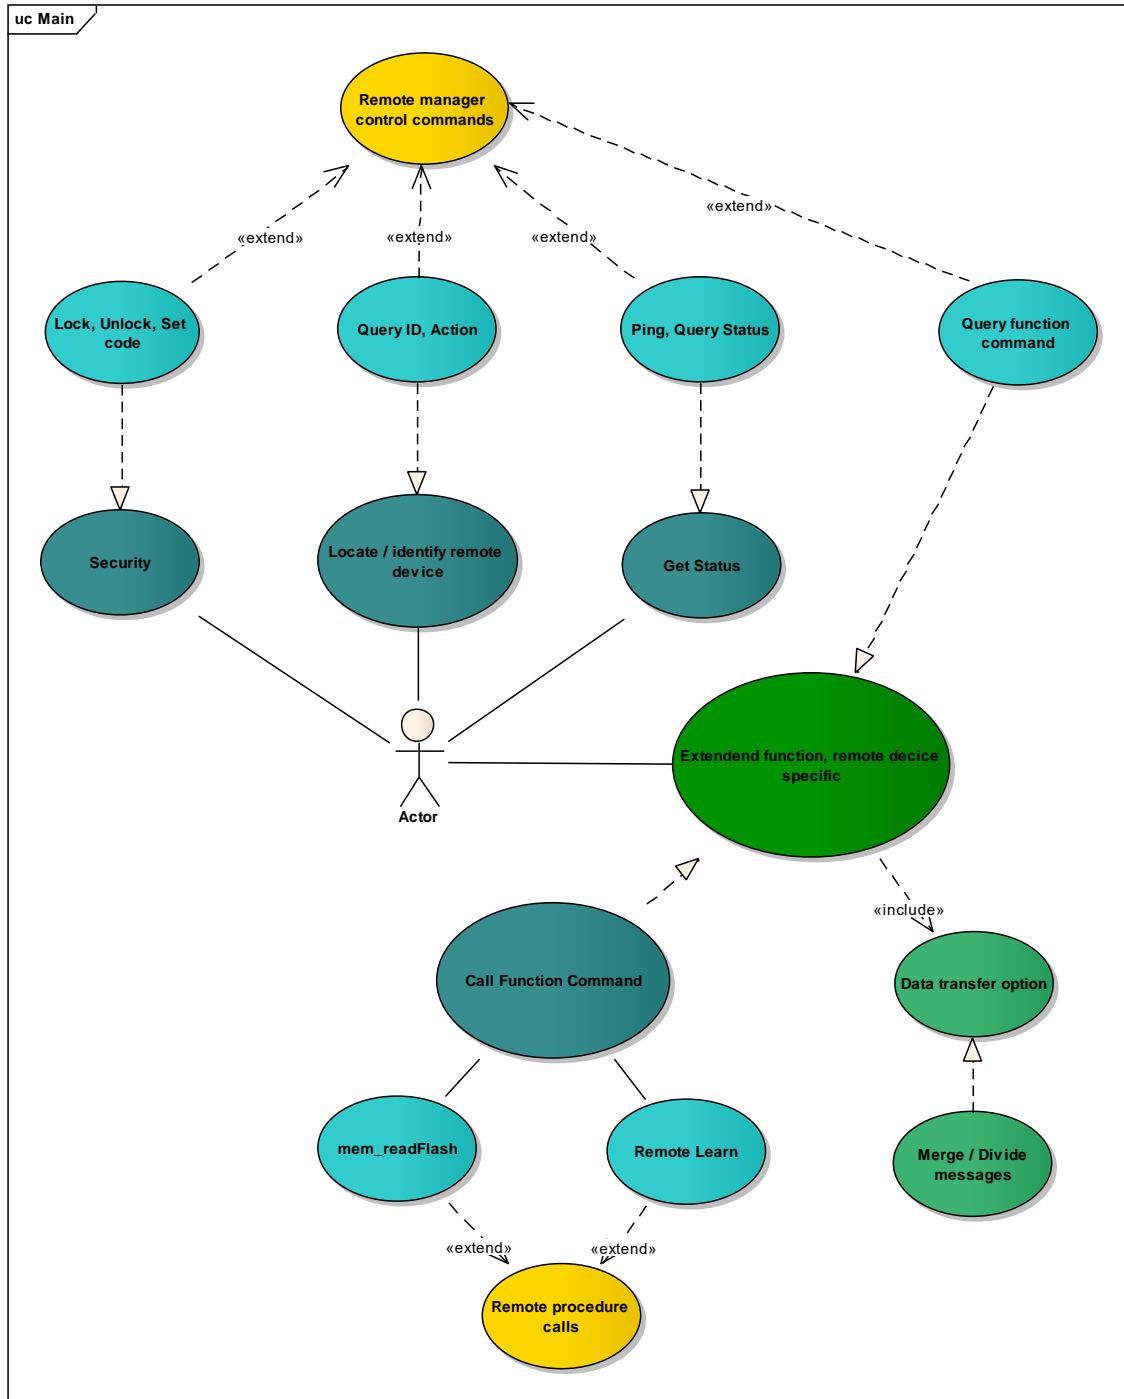 uc Main
Remote manager
control commands
«extend»
«extend»
«extend»
«extend»
Lock, Unlock, Set
code
Query ID, Action
Ping, Query Status
Query function
command
Security
Locate / identify remote
device
Get Status
Extendend function, remote decice
specific
Actor
«include»
Call Function Command
Data transfer option
mem_readFlash
Remote Learn
Merge / Divide
messages
«extend»
«extend»
Remote procedure
calls